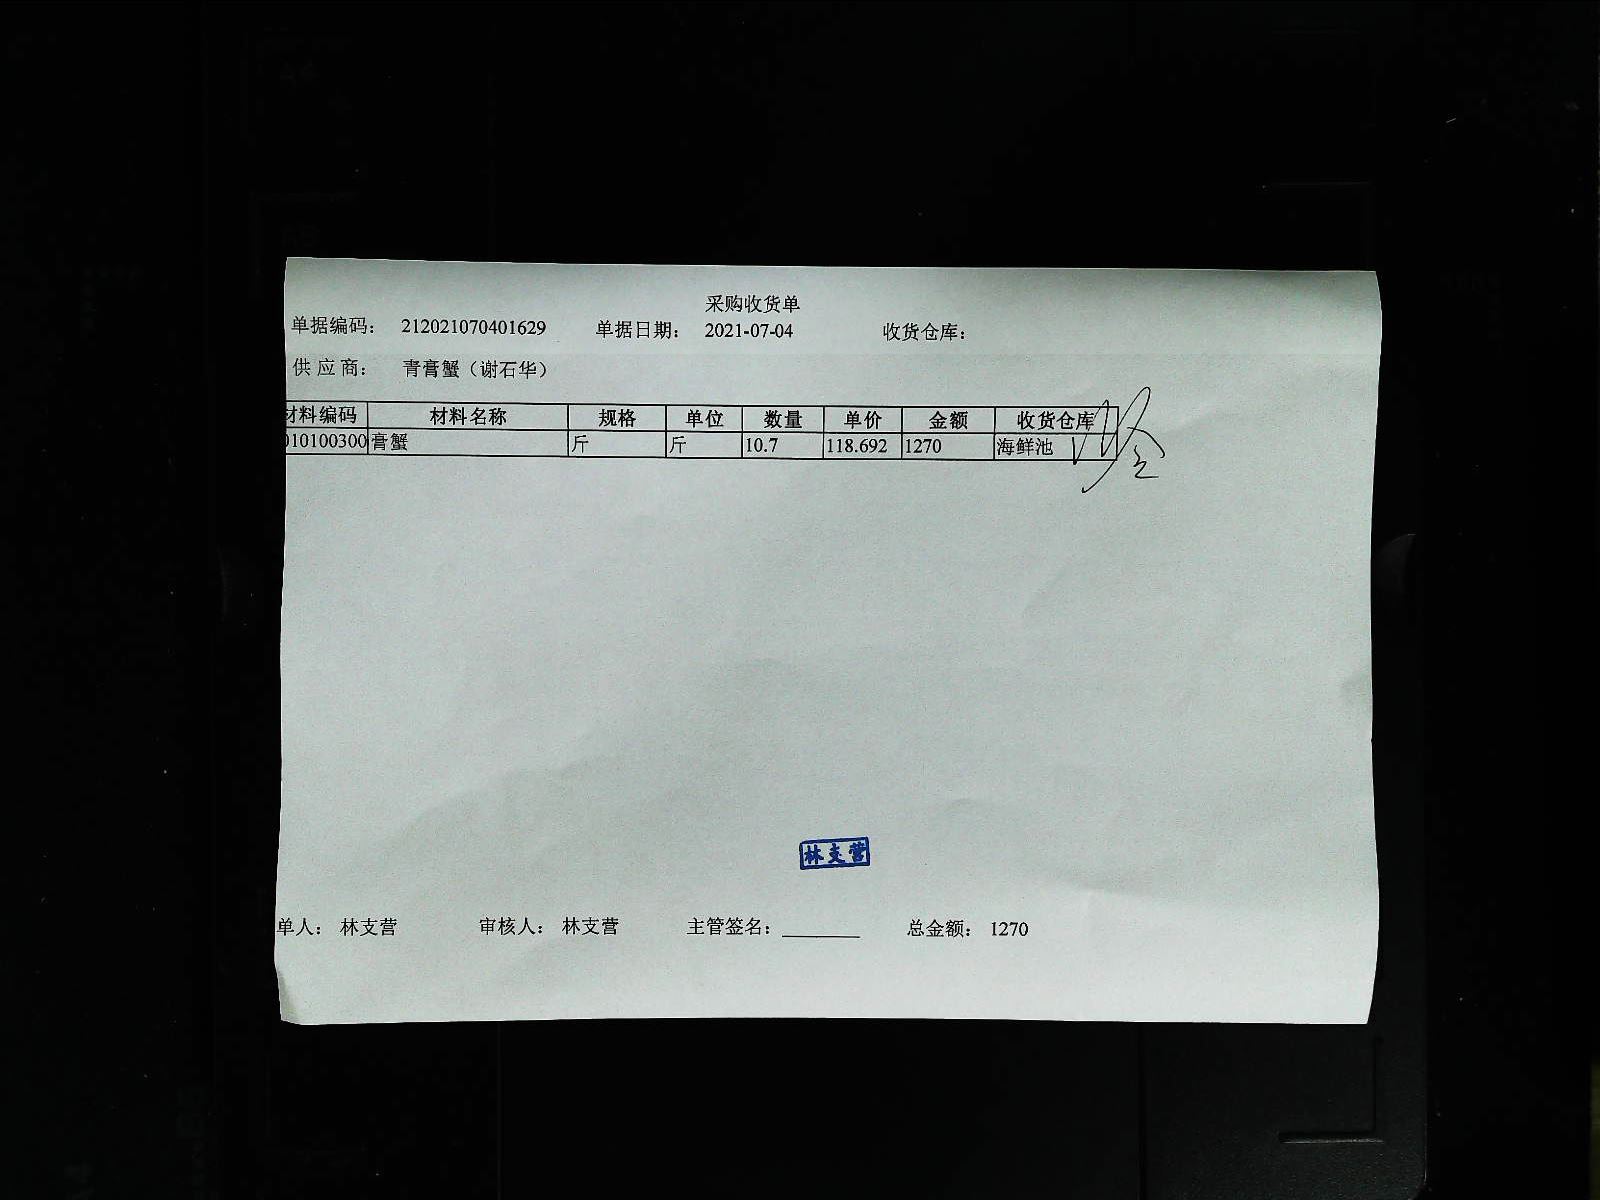 采购收货单
单据编码： 212021070401629 单据日期： 2021-07-04 收货仓库：
供 应 商： 青膏蟹（谢石华）
材料编码 材料名称 规格 单位 数量 单价 金额 收货仓库
010100300 膏蟹 斤 斤 10.7 118.692 1270 海鲜池
林支营
单人： 林支营 审核人： 林支营 主管签名： 总金额： 1270